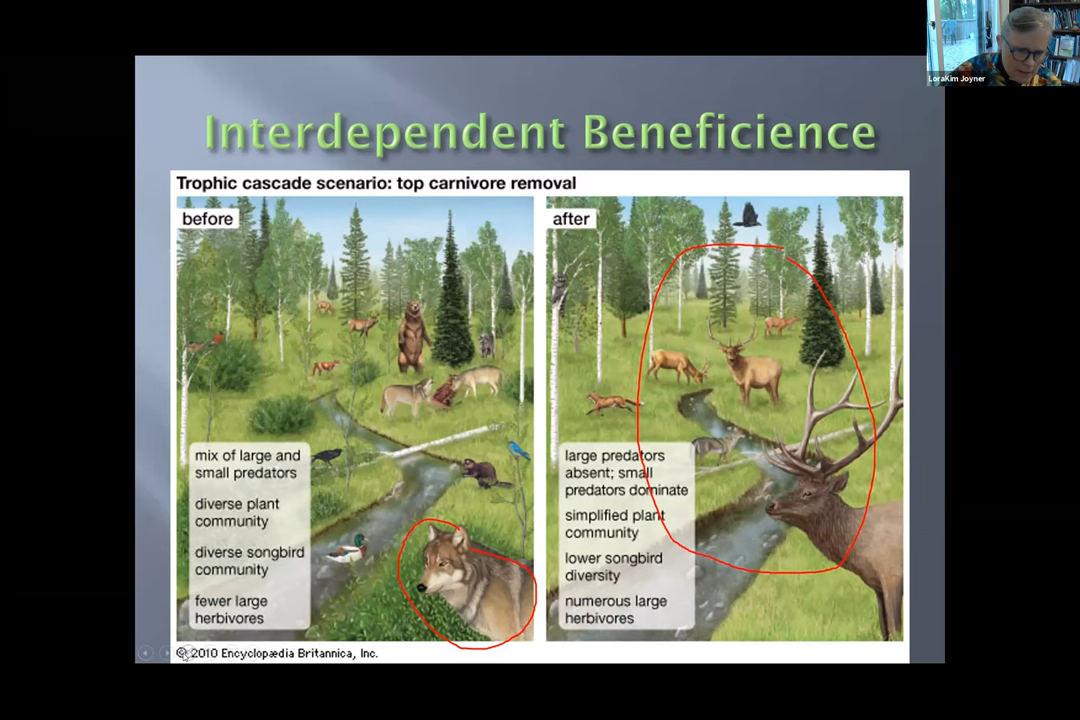 LoraKim Joyner
Interdependent Beneficience
Trophic cascade scenario: top carnivore removal
before
mix of large and
small predators
diverse plant
community
diverse songbird
community
fewer large
herbivores
after
large predators
absent; small
predators dominate
simplified plant
community
lower songbird
diversity
numerous large
herbivores
© 2010 Encyclopædia Britannica, Inc.